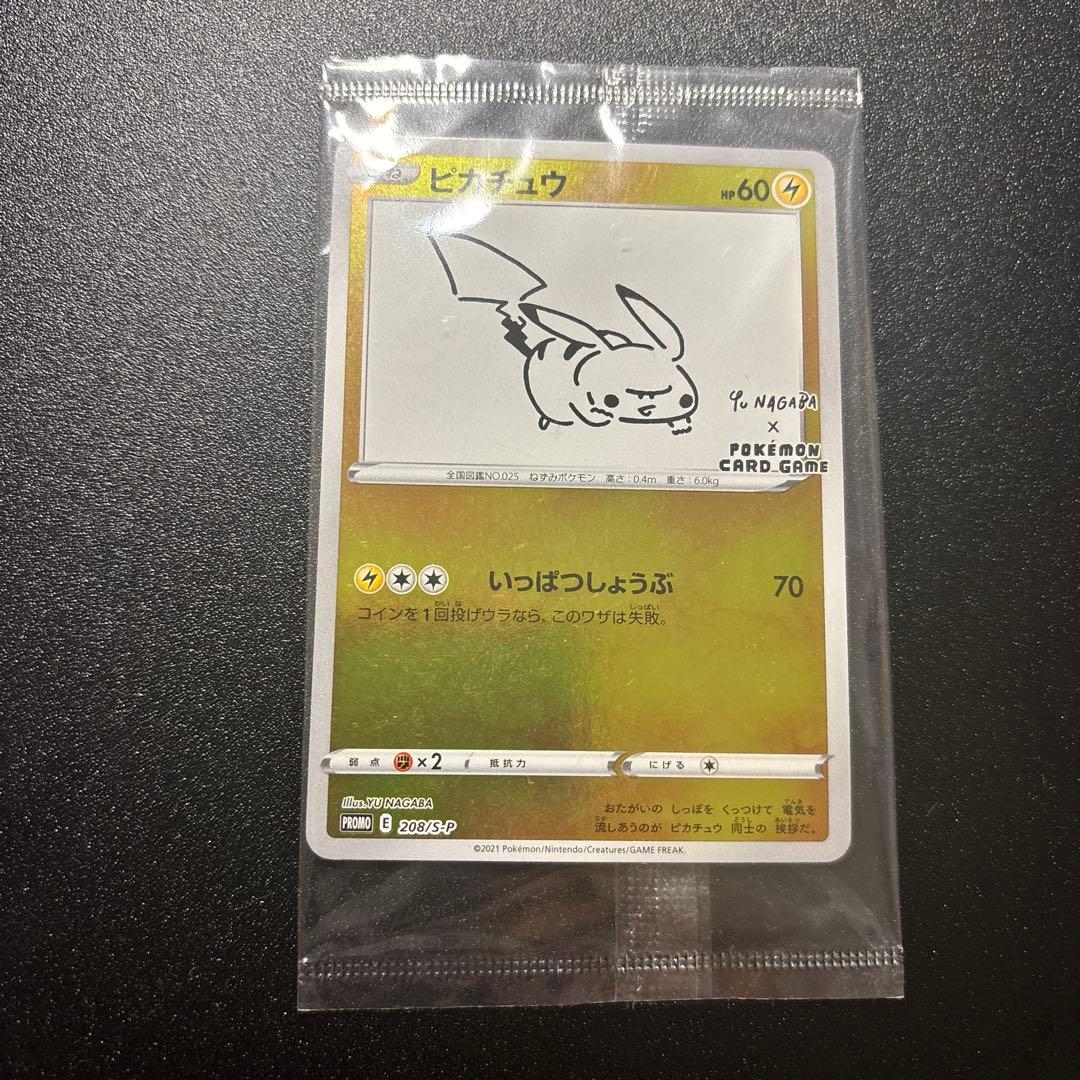 ピカチュウ
HP60
YU NAGABA
×
POKÉMON
CARD GAME
全国図鑑NO.025 ねずみポケモン 高さ:0.4m 重さ:6.0kg
いっぱつしょうぶ 70
コインを1回投げウラなら、このワザは失敗。
弱点 ×2 抵抗力 にげる
Illus.YU NAGABA
PROMO E 208/S-P
おたがいの しっぽを くっつけて 電気を
流しあうのが ピカチュウ 同士の 挨拶だ。
©2021 Pokémon/Nintendo/Creatures/GAME FREAK.